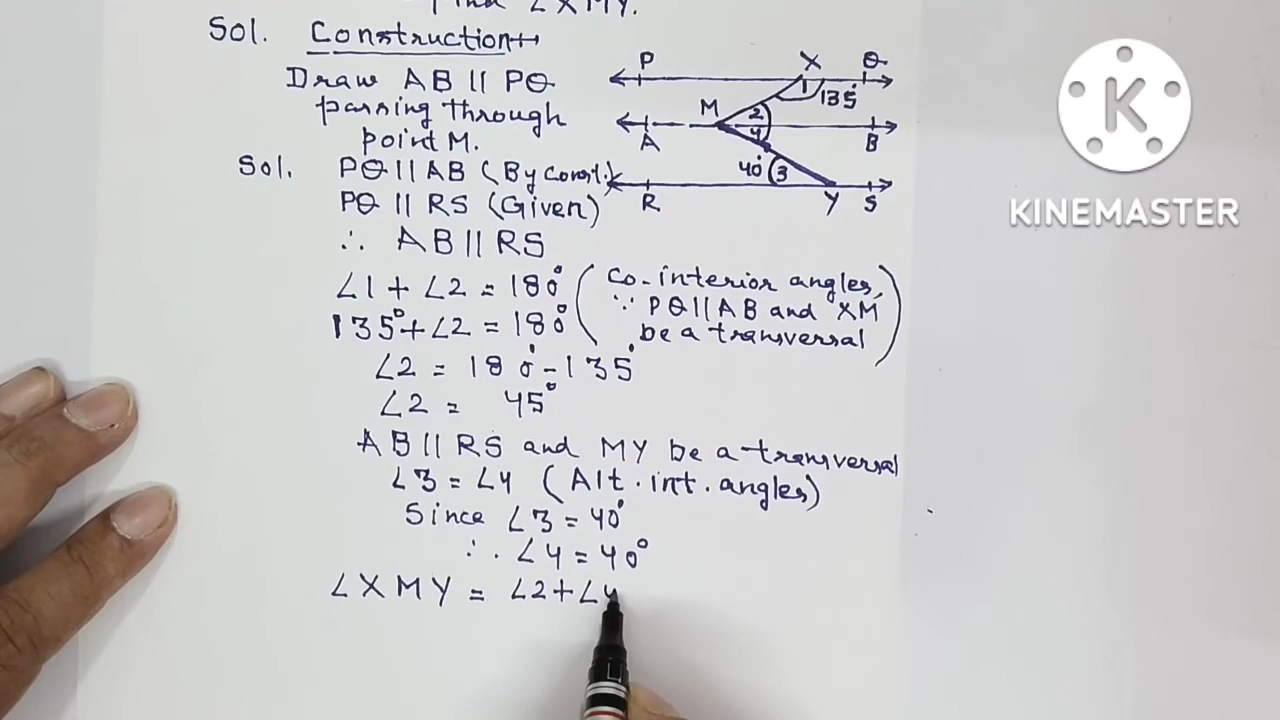 Find ∠XMY.
Sol. Construction↦
Draw AB || PQ
passing through
point M.
P X Q
1 135°
M 2
A 4 B
40° 3
R Y S
Sol. PQ || AB (By Const.)
PQ || RS (Given)
∴ AB || RS
∠1 + ∠2 = 180° (Co-interior angles,
∵ PQ || AB and XM
be a transversal)
135° + ∠2 = 180°
∠2 = 180° - 135°
∠2 = 45°
AB || RS and MY be a transversal
∠3 = ∠4 (Alt. int. angles)
Since ∠3 = 40°
∴ ∠4 = 40°
∠XMY = ∠2 + ∠4
K
KINEMASTER